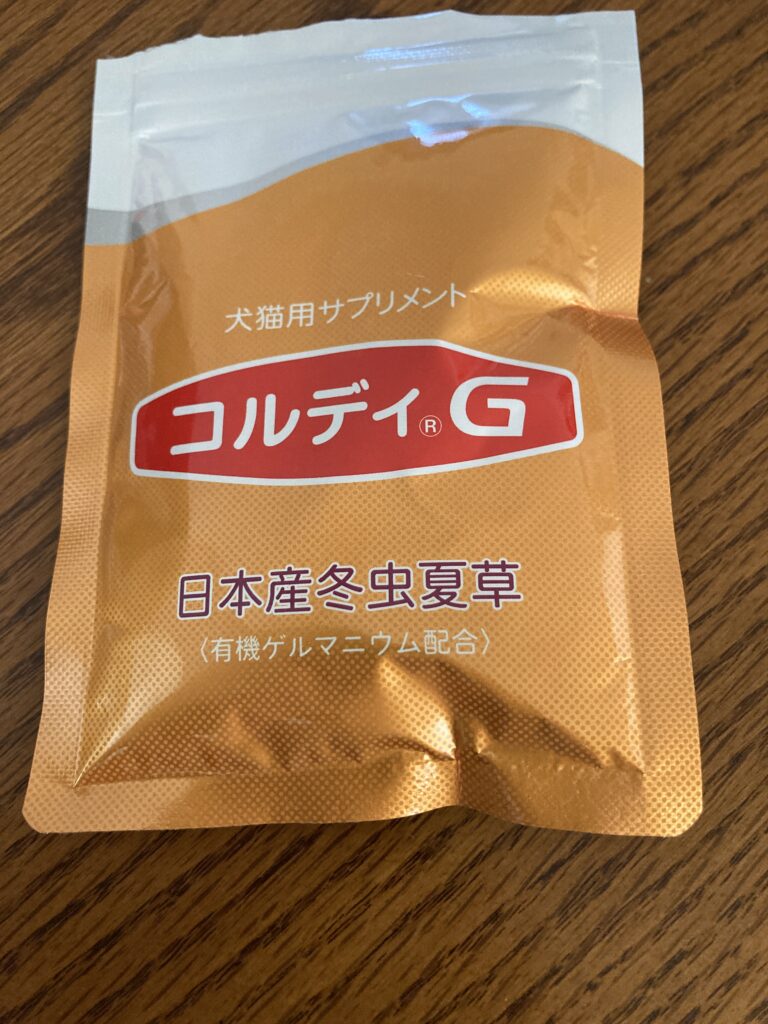 犬猫用サプリメント
コルディ®G
日本産冬虫夏草
〈有機ゲルマニウム配合〉